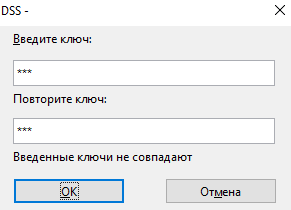 DSS -
Введите ключ:
***
Повторите ключ:
***
Введенные ключи не совпадают
OK
Отмена